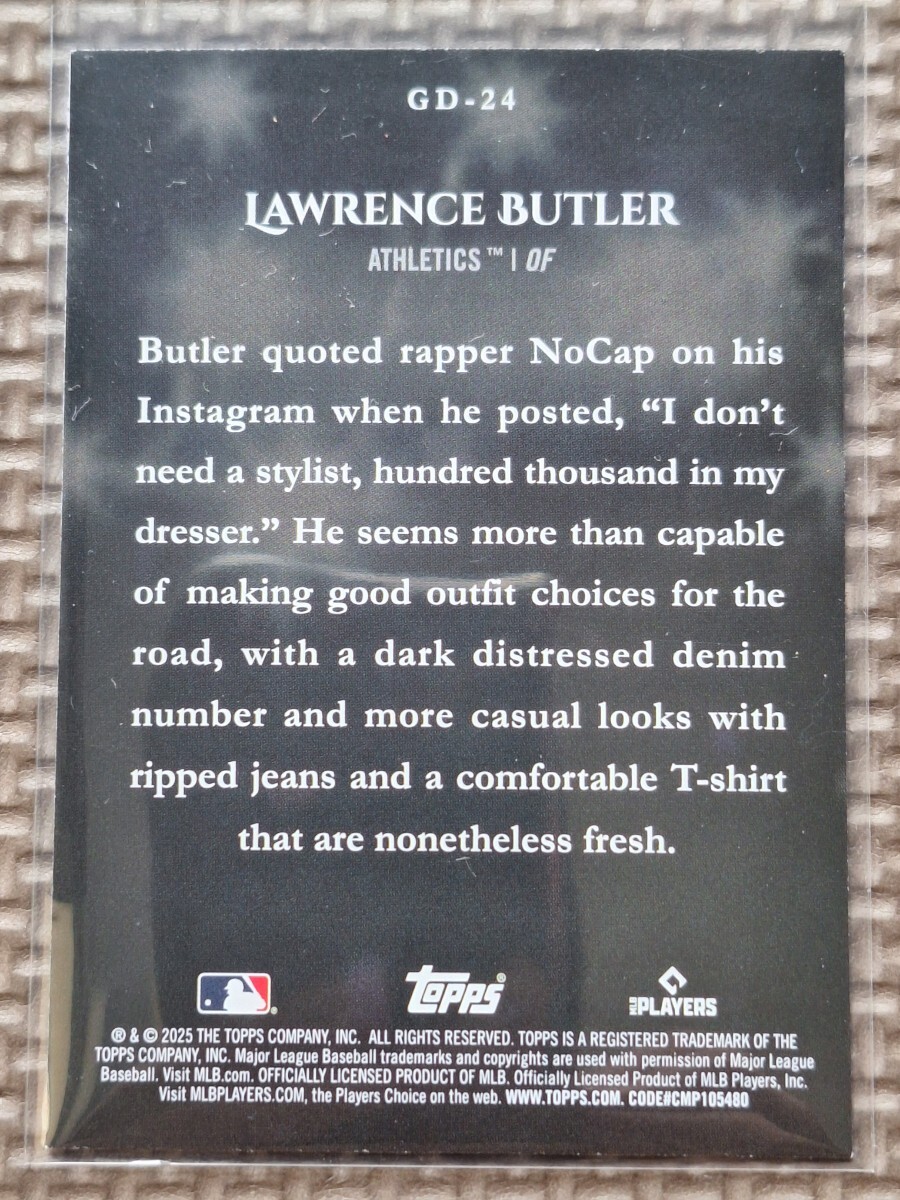 GD-24
LAWRENCE BUTLER
ATHLETICS™ | OF
Butler quoted rapper NoCap on his
Instagram when he posted, “I don’t
need a stylist, hundred thousand in my
dresser.” He seems more than capable
of making good outfit choices for the
road, with a dark distressed denim
number and more casual looks with
ripped jeans and a comfortable T-shirt
that are nonetheless fresh.
Topps®
MLB PLAYERS
® & © 2025 THE TOPPS COMPANY, INC. ALL RIGHTS RESERVED. TOPPS IS A REGISTERED TRADEMARK OF THE
TOPPS COMPANY, INC. Major League Baseball trademarks and copyrights are used with permission of Major League
Baseball. Visit MLB.com. OFFICIALLY LICENSED PRODUCT OF MLB. Officially Licensed Product of MLB Players, Inc.
Visit MLBPLAYERS.COM, the Players Choice on the web. WWW.TOPPS.COM. CODE#CMP105480